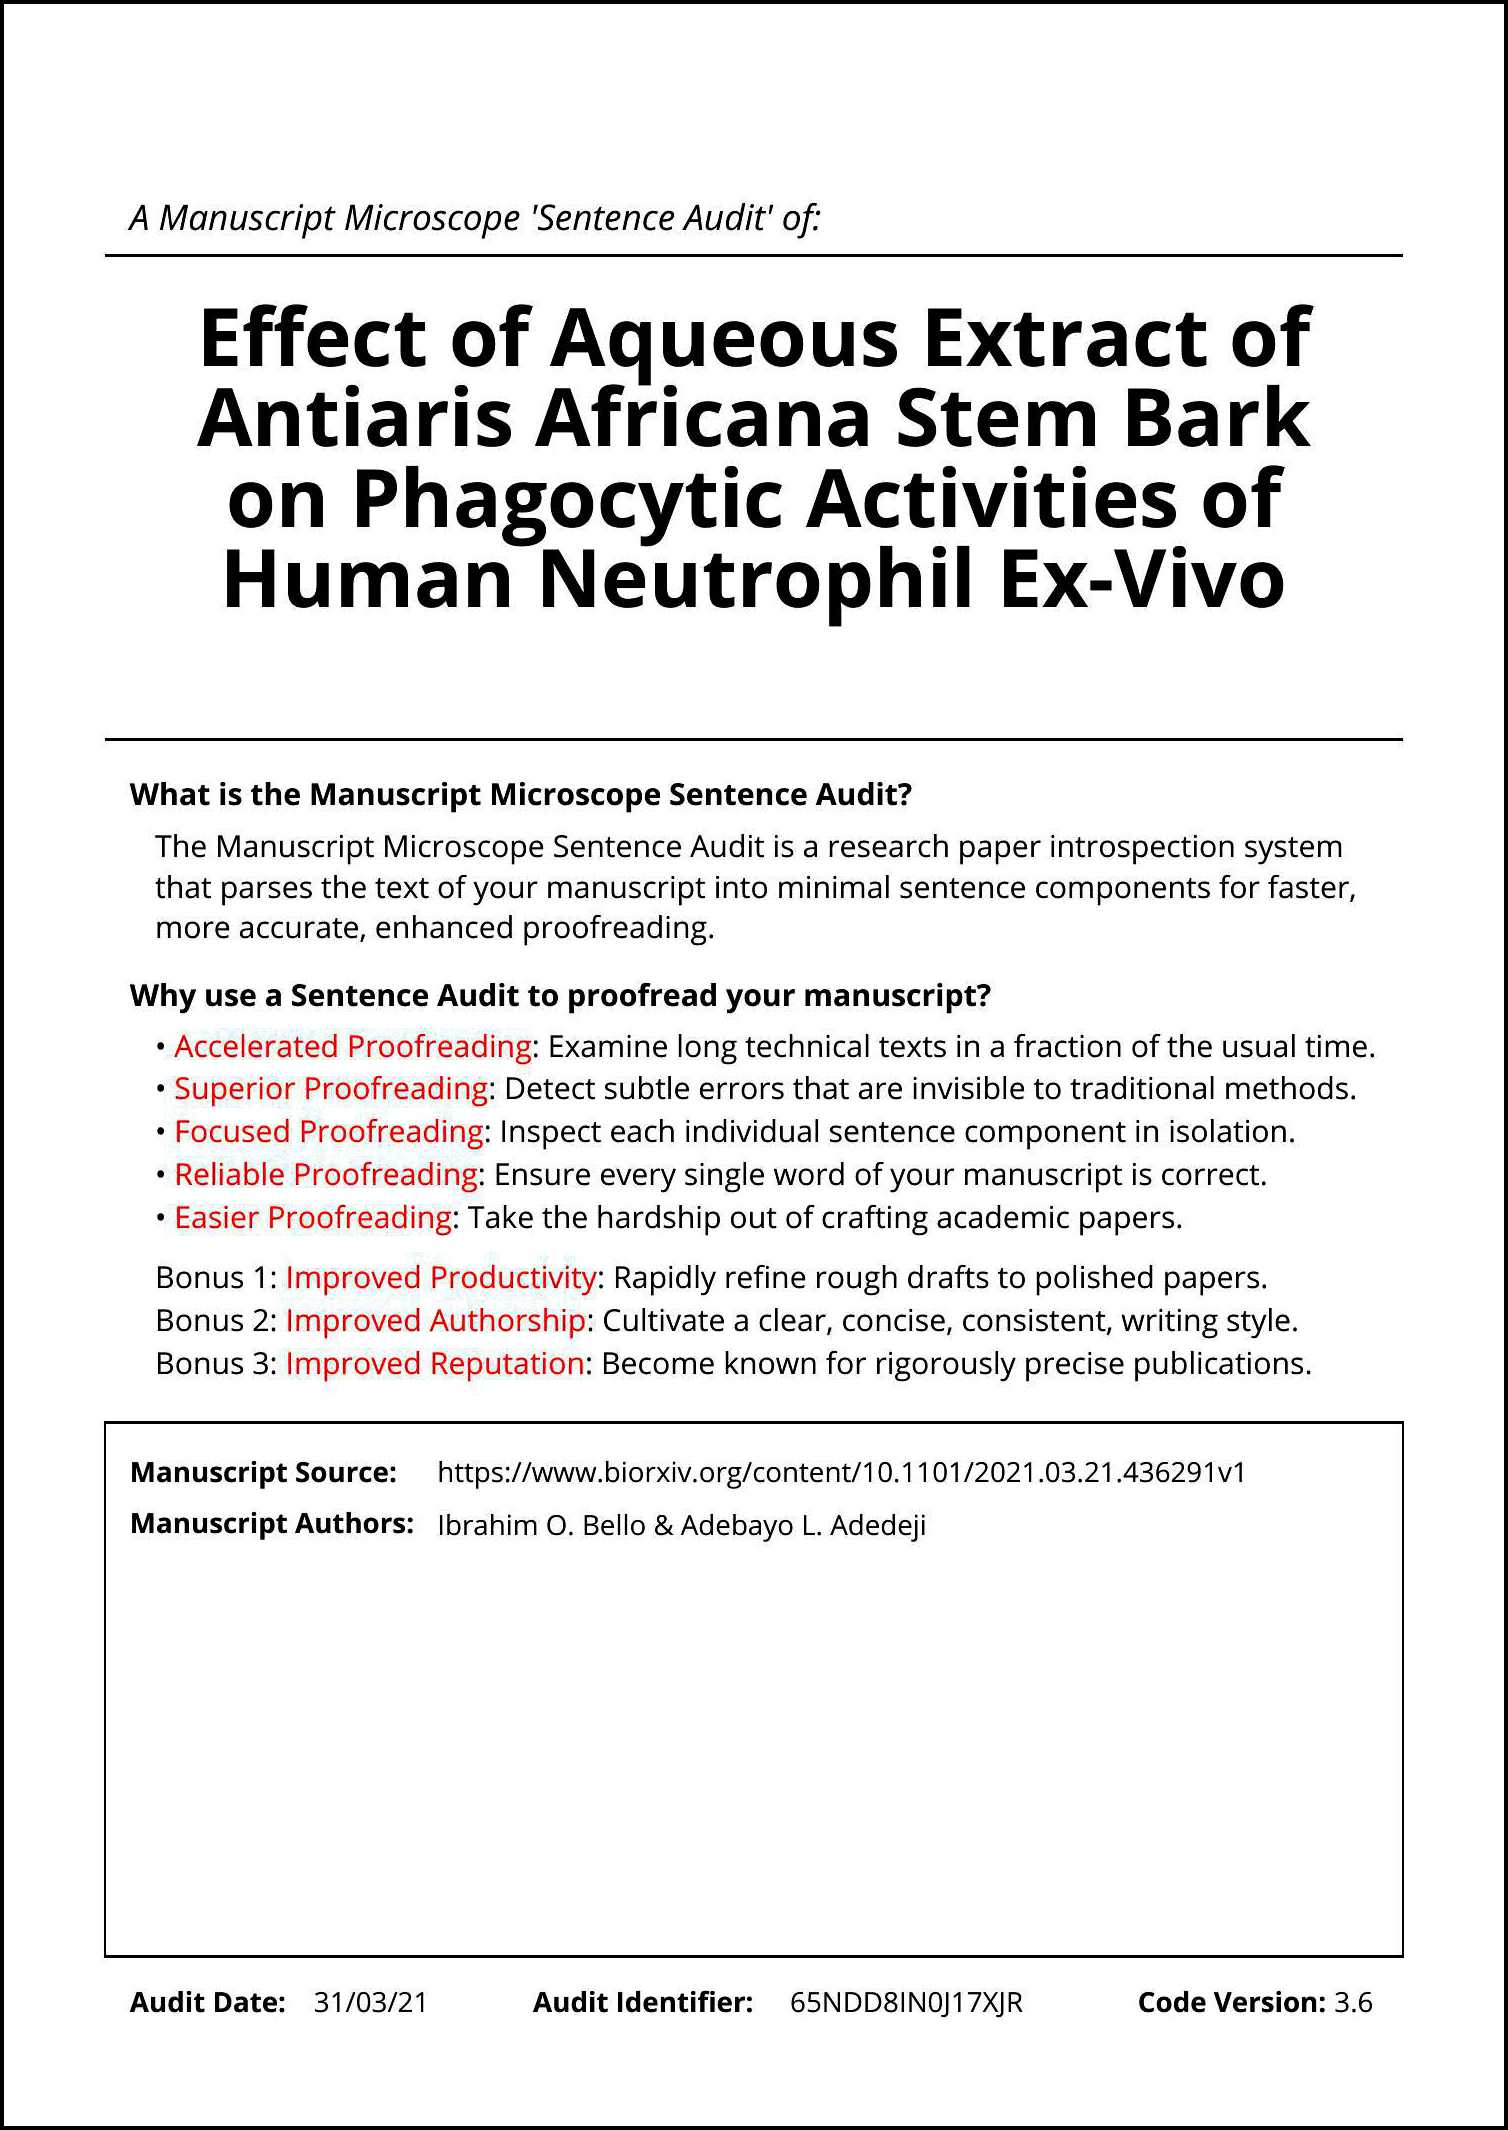 A Manuscript Microscope 'Sentence Audit' of:
Effect of Aqueous Extract of
Antiaris Africana Stem Bark
on Phagocytic Activities of
Human Neutrophil Ex-Vivo
What is the Manuscript Microscope Sentence Audit?
The Manuscript Microscope Sentence Audit is a research paper introspection system
that parses the text of your manuscript into minimal sentence components for faster,
more accurate, enhanced proofreading.
Why use a Sentence Audit to proofread your manuscript?
• Accelerated Proofreading: Examine long technical texts in a fraction of the usual time.
• Superior Proofreading: Detect subtle errors that are invisible to traditional methods.
• Focused Proofreading: Inspect each individual sentence component in isolation.
• Reliable Proofreading: Ensure every single word of your manuscript is correct.
• Easier Proofreading: Take the hardship out of crafting academic papers.
Bonus 1: Improved Productivity: Rapidly refine rough drafts to polished papers.
Bonus 2: Improved Authorship: Cultivate a clear, concise, consistent, writing style.
Bonus 3: Improved Reputation: Become known for rigorously precise publications.
Manuscript Source: https://www.biorxiv.org/content/10.1101/2021.03.21.436291v1
Manuscript Authors: Ibrahim O. Bello & Adebayo L. Adedeji
Audit Date: 31/03/21 Audit Identifier: 65NDD8IN0J17XJR Code Version: 3.6